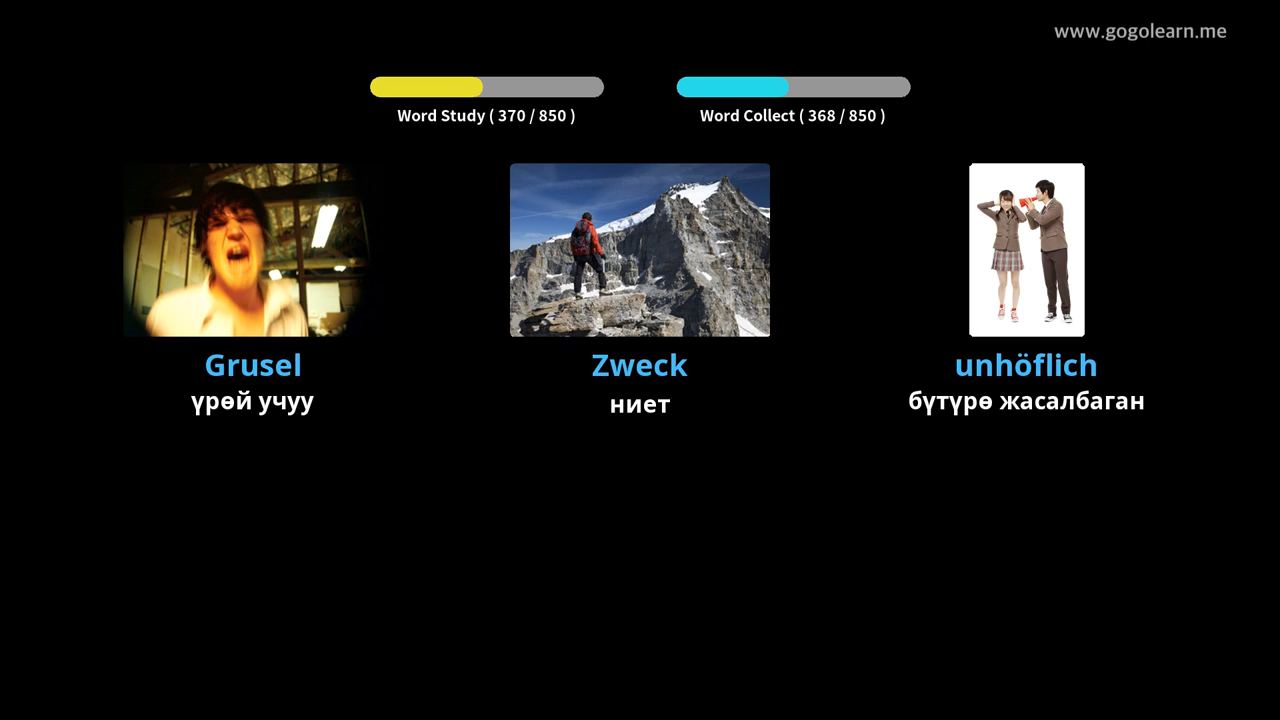 www.gogolearn.me
Word Study ( 370 / 850 )
Word Collect ( 368 / 850 )
Grusel
үрөй учуу
Zweck
ниет
unhöflich
бүтүрө жасалбаган